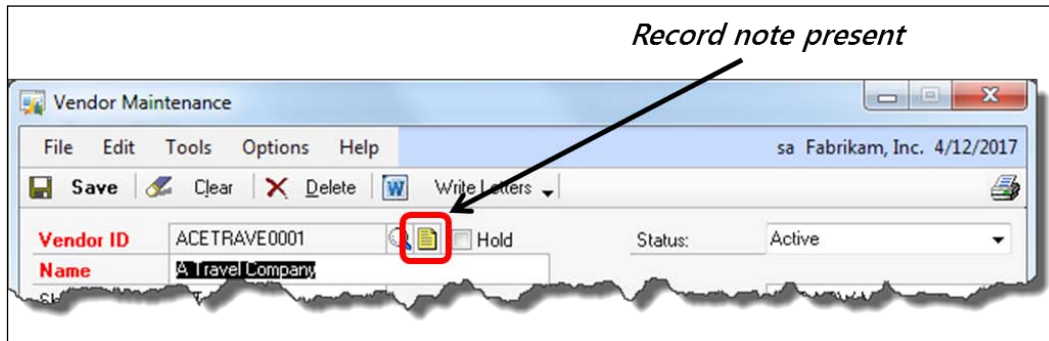 Record note present
Vendor Maintenance
File Edit Tools Options Help sa Fabrikam, Inc. 4/12/2017
Save Clear Delete Write Letters
Vendor ID ACETRAVE0001 Hold Status: Active
Name A Travel Company